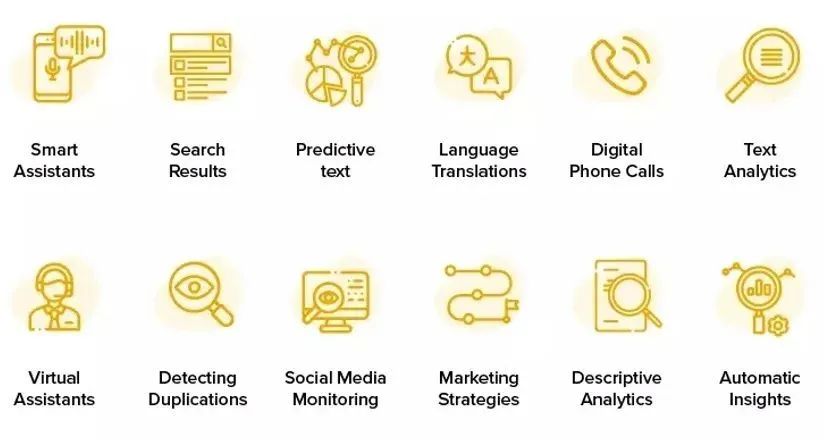 大
A
Smart
Assistants
Search
Results
Predictive
text
Language
Translations
Digital
Phone Calls
Text
Analytics
Virtual
Assistants
Detecting
Duplications
Social Media
Monitoring
Marketing
Strategies
Descriptive
Analytics
Automatic
Insights